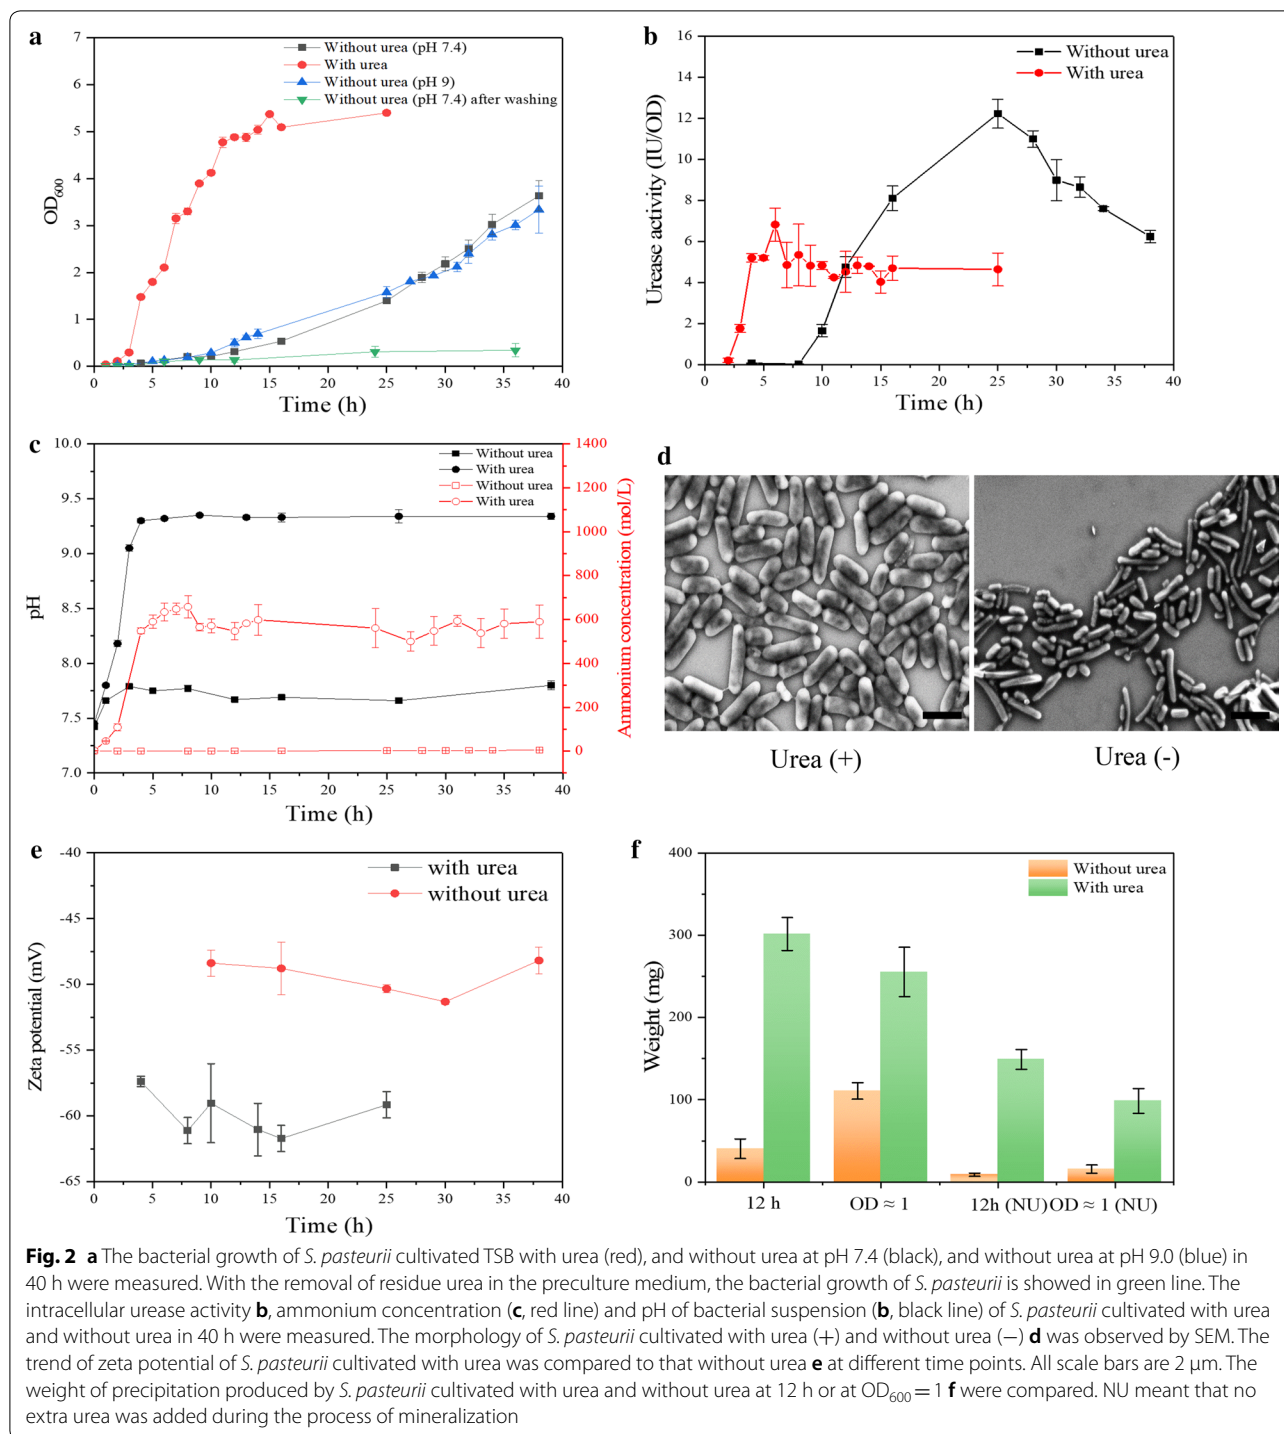 a
7
6
5
4
3
2
1
0
OD600
Without urea (pH 7.4)
With urea
Without urea (pH 9)
Without urea (pH 7.4) after washing
0 5 10 15 20 25 30 35 40
Time (h)
b
16
14
12
10
8
6
4
2
0
Urease activity (IU/OD)
Without urea
With urea
0 5 10 15 20 25 30 35 40
Time (h)
c
10.0
9.5
9.0
8.5
8.0
7.5
7.0
pH
Without urea
With urea
Without urea
With urea
1400
1200
1000
800
600
400
200
0
Ammonium concentration (mol/L)
0 5 10 15 20 25 30 35 40
Time (h)
d
Urea (+)
Urea (-)
e
-40
-45
-50
-55
-60
-65
Zeta potential (mV)
with urea
without urea
0 5 10 15 20 25 30 35 40
Time (h)
f
400
300
200
100
0
Weight (mg)
Without urea
With urea
12 h OD ≈ 1 12h (NU) OD ≈ 1 (NU)
Fig. 2 a The bacterial growth of S. pasteurii cultivated TSB with urea (red), and without urea at pH 7.4 (black), and without urea at pH 9.0 (blue) in
40 h were measured. With the removal of residue urea in the preculture medium, the bacterial growth of S. pasteurii is showed in green line. The
intracellular urease activity b, ammonium concentration (c, red line) and pH of bacterial suspension (b, black line) of S. pasteurii cultivated with urea
and without urea in 40 h were measured. The morphology of S. pasteurii cultivated with urea (+) and without urea (−) d was observed by SEM. The
trend of zeta potential of S. pasteurii cultivated with urea was compared to that without urea e at different time points. All scale bars are 2 μm. The
weight of precipitation produced by S. pasteurii cultivated with urea and without urea at 12 h or at OD600 = 1 f were compared. NU meant that no
extra urea was added during the process of mineralization